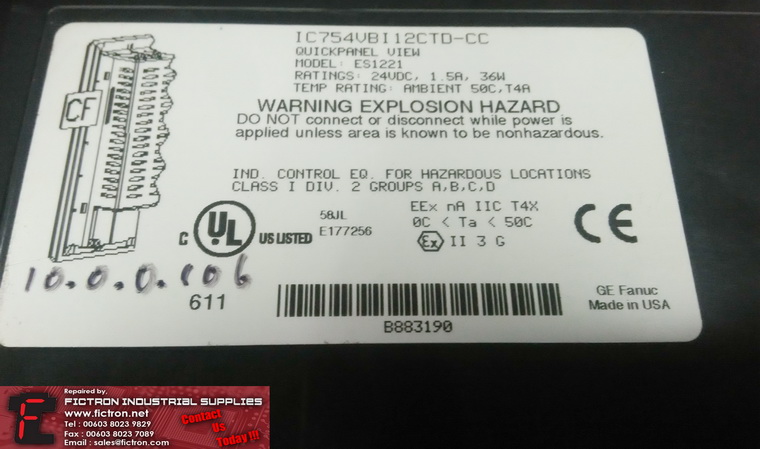 IC754VBI12CTD-CC
QUICKPANEL VIEW
MODEL: ES1221
RATINGS: 24VDC, 1.5A, 36W
TEMP RATING: AMBIENT 50C,T4A
CF
WARNING EXPLOSION HAZARD
DO NOT connect or disconnect while power is
applied unless area is known to be nonhazardous.
IND. CONTROL EQ. FOR HAZARDOUS LOCATIONS
CLASS I DIV. 2 GROUPS A,B,C,D
C UL US LISTED
58JL
E177256
EEx nA IIC T4X
0C < Ta < 50C
Ex II 3 G
CE
10.0.0.106
611
B883190
GE Fanuc
Made in USA
Repaired by,
FICTRON INDUSTRIAL SUPPLIES
www.fictron.net
Tel : 00603 8023 9829
Fax : 00603 8023 7089
Email : sales@fictron.com
Contact
Us
Today !!!